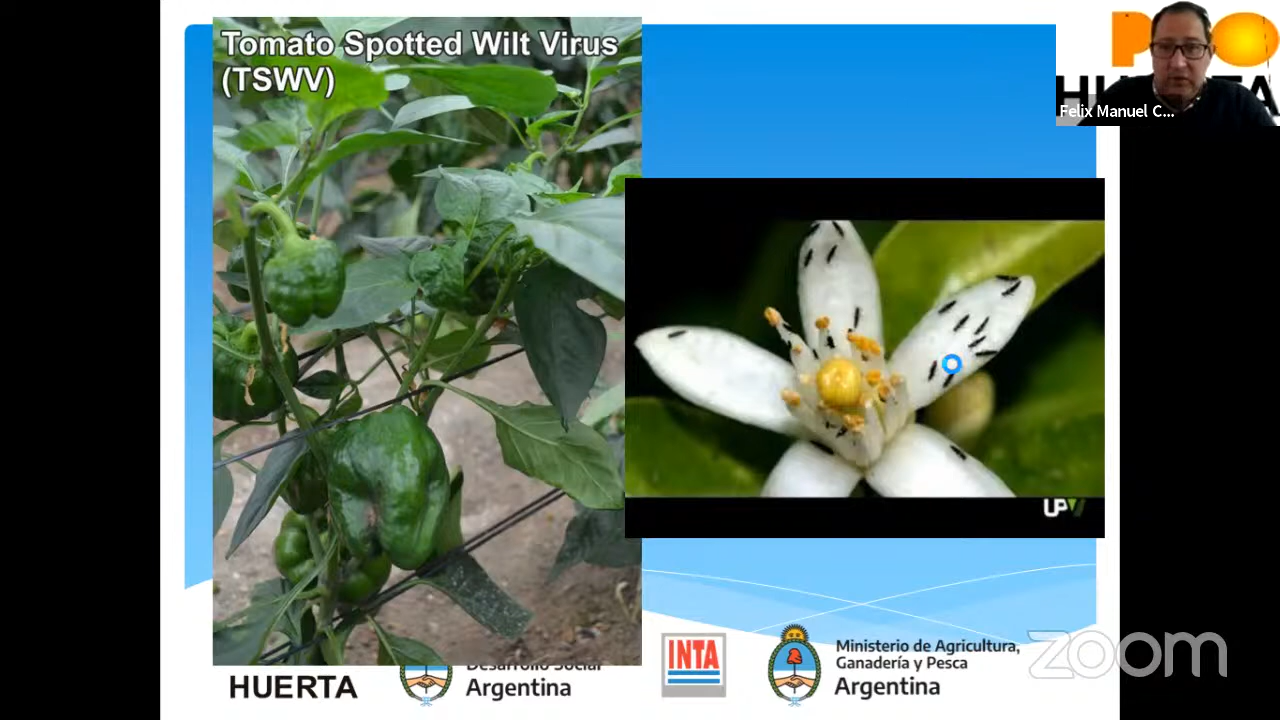 Tomato Spotted Wilt Virus
(TSWV)
Felix Manuel C...
UPV
HUERTA
Desarrollo Social
Argentina
INTA
Ministerio de Agricultura,
Ganadería y Pesca
Argentina
zoom